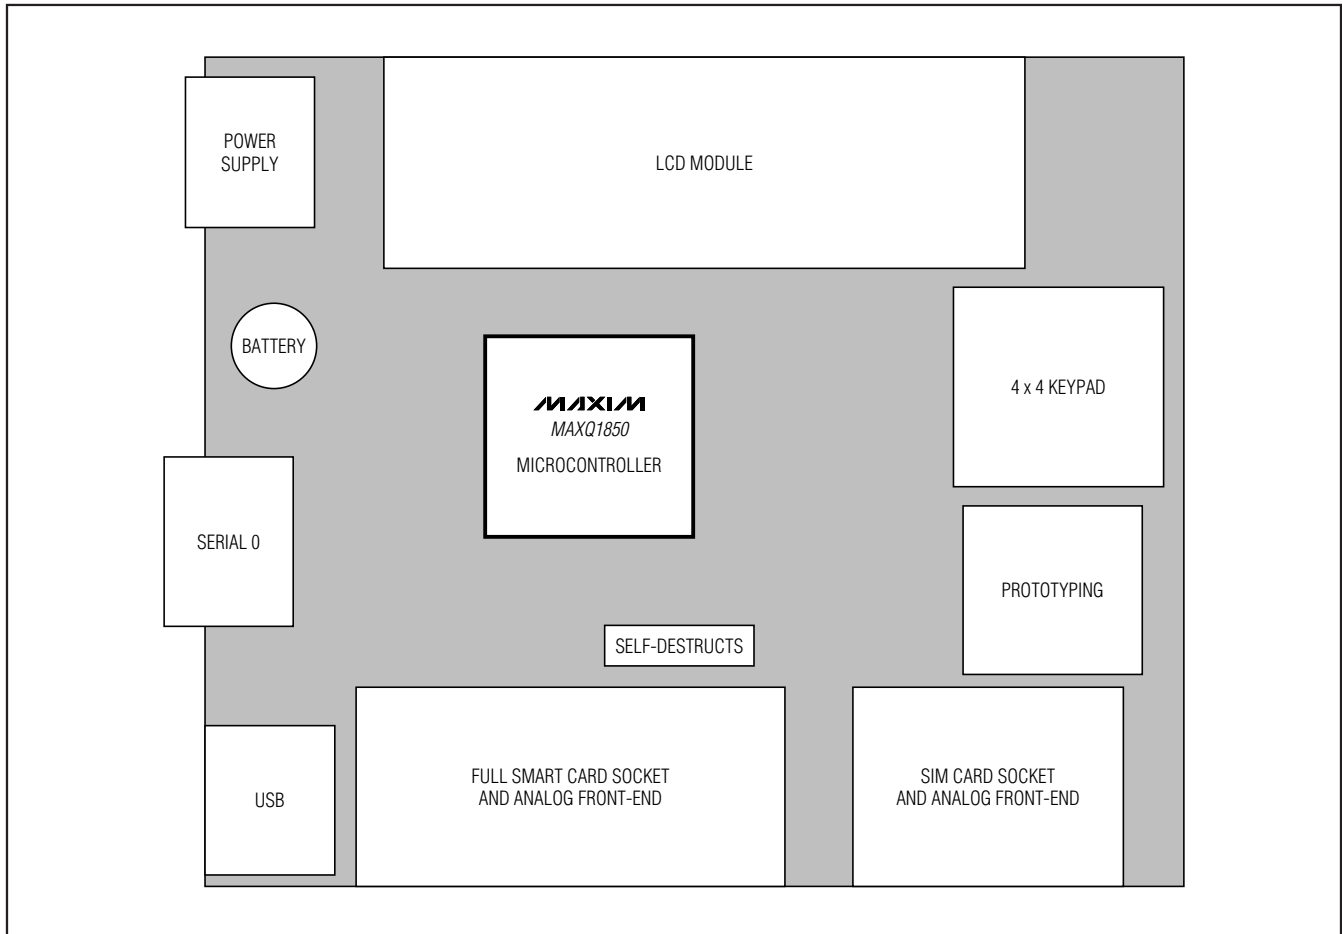 POWER
SUPPLY
LCD MODULE
BATTERY
MAXIM
MAXQ1850
MICROCONTROLLER
4 x 4 KEYPAD
SERIAL 0
PROTOTYPING
SELF-DESTRUCTS
USB
FULL SMART CARD SOCKET
AND ANALOG FRONT-END
SIM CARD SOCKET
AND ANALOG FRONT-END